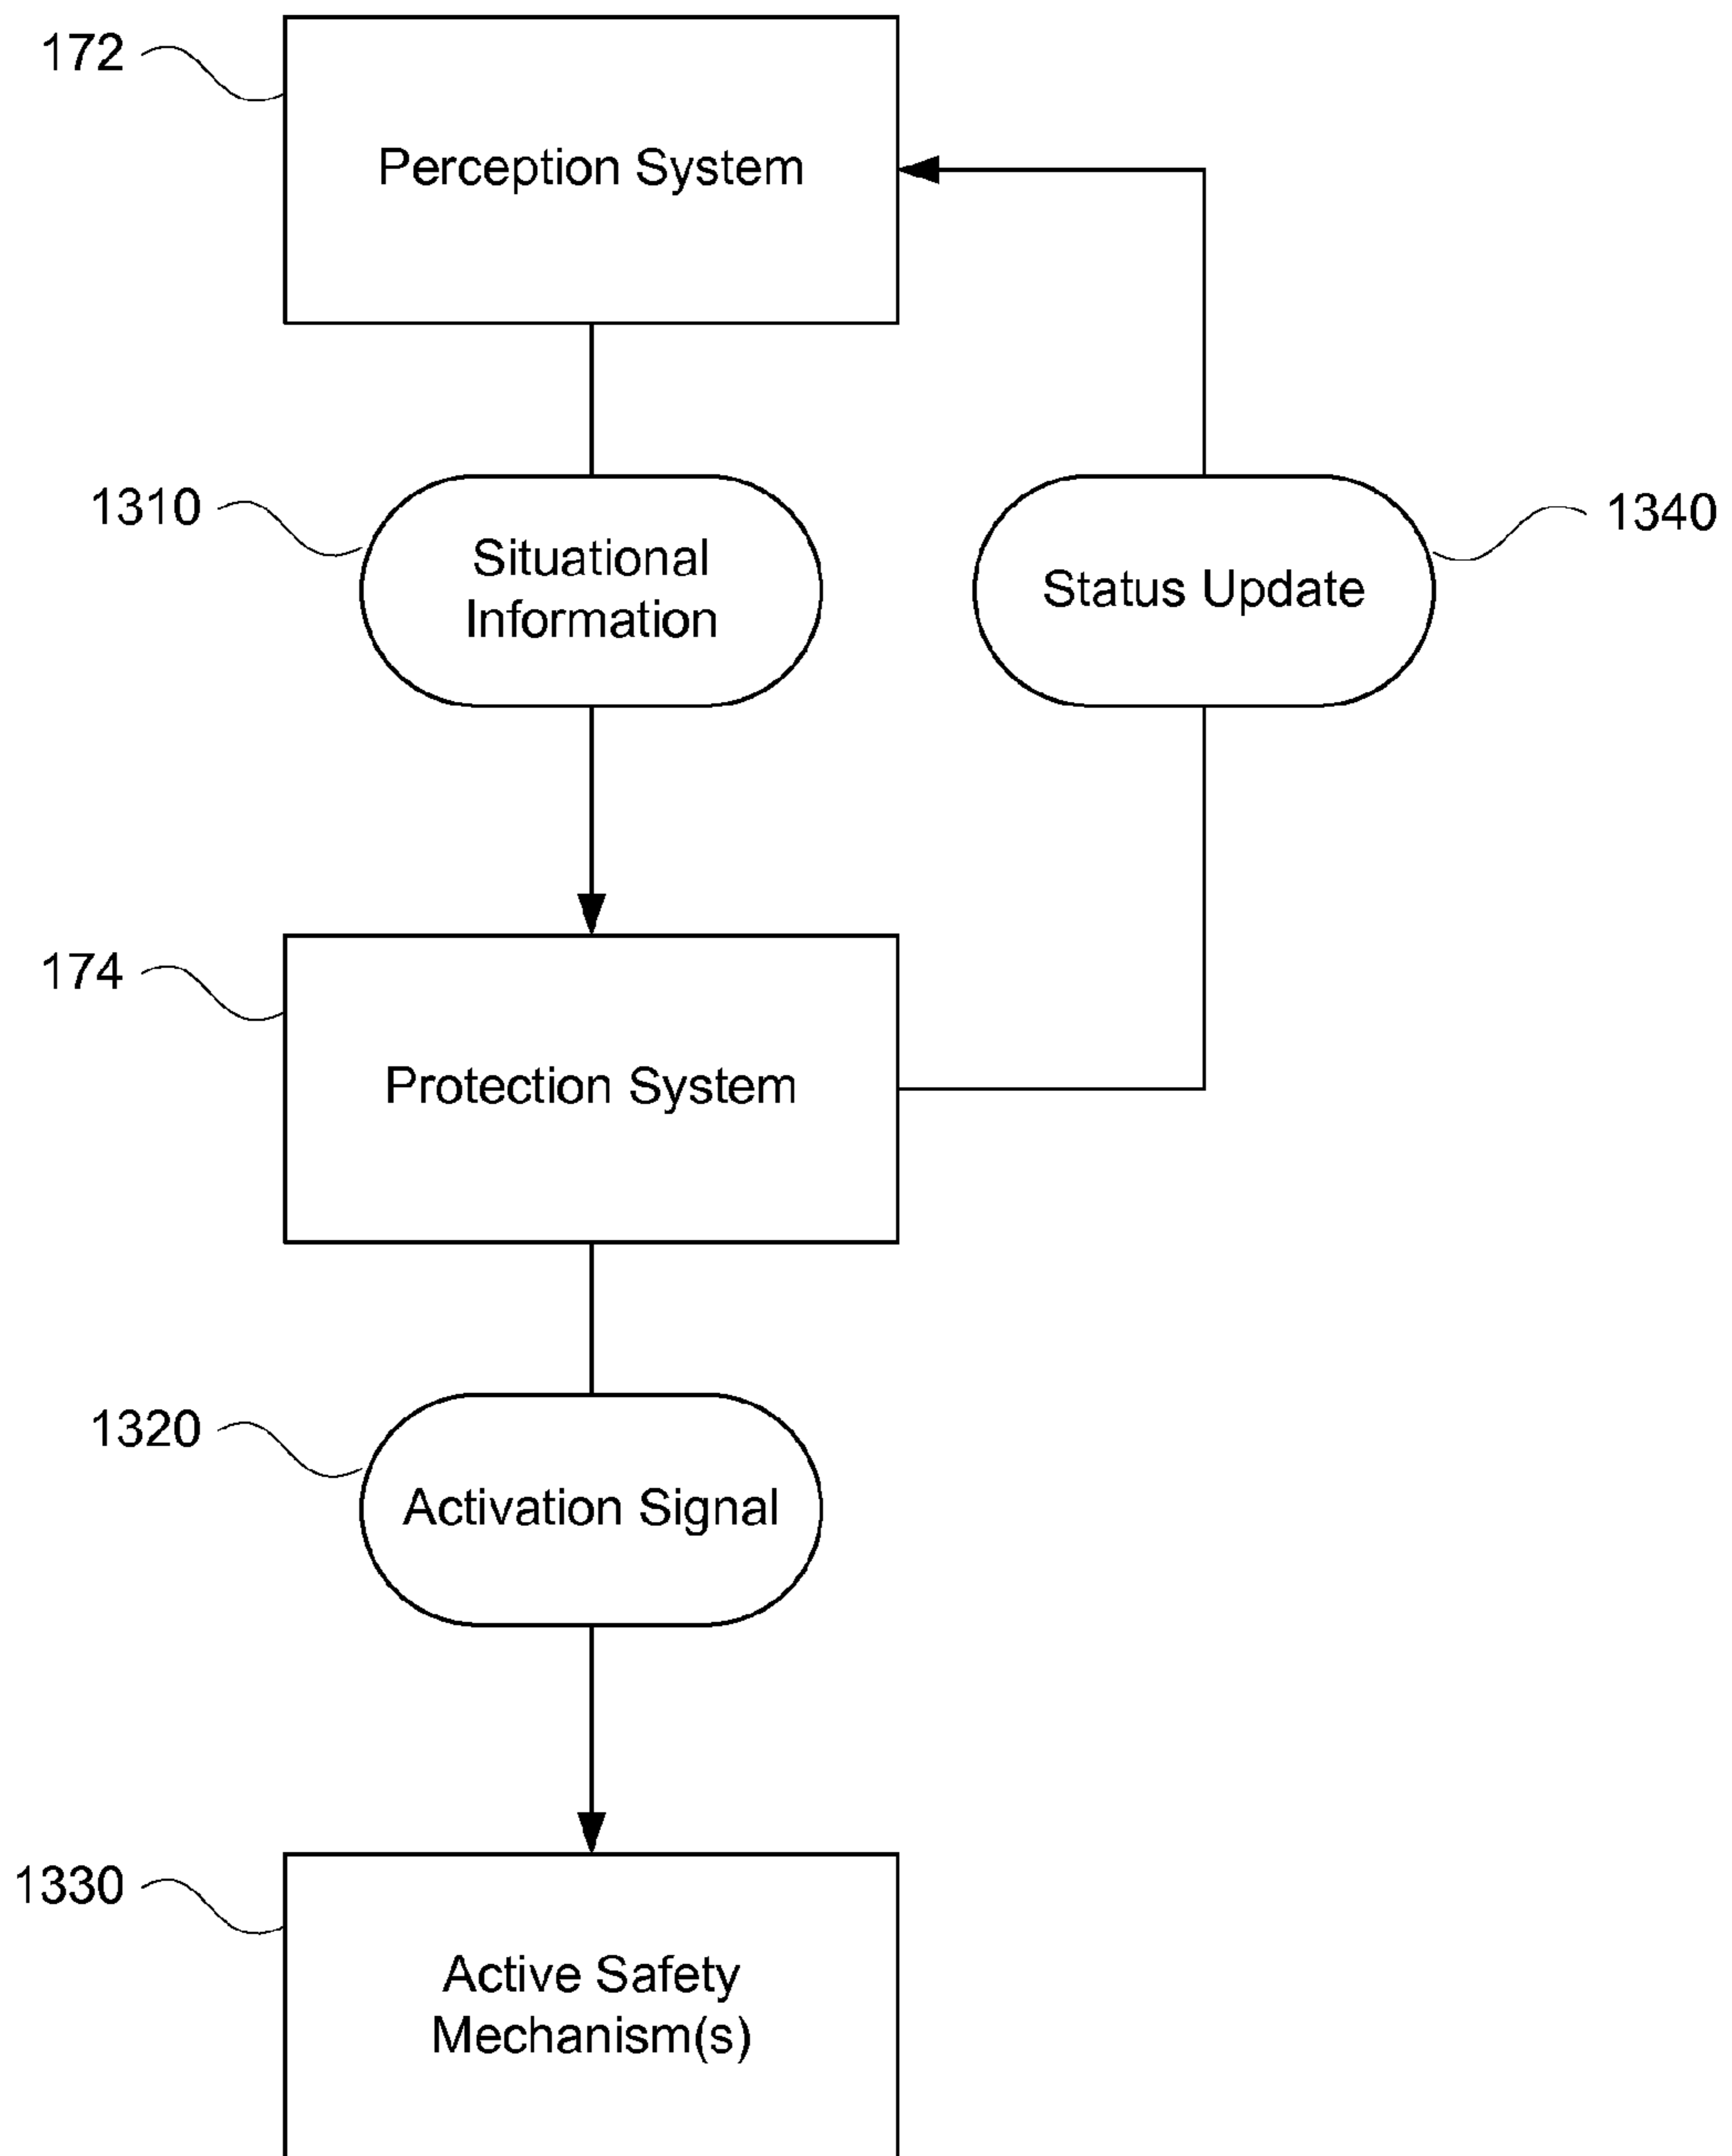 172
Perception System
1310
Situational
Information
1340
Status Update
174
Protection System
1320
Activation Signal
1330
Active Safety
Mechanism(s)